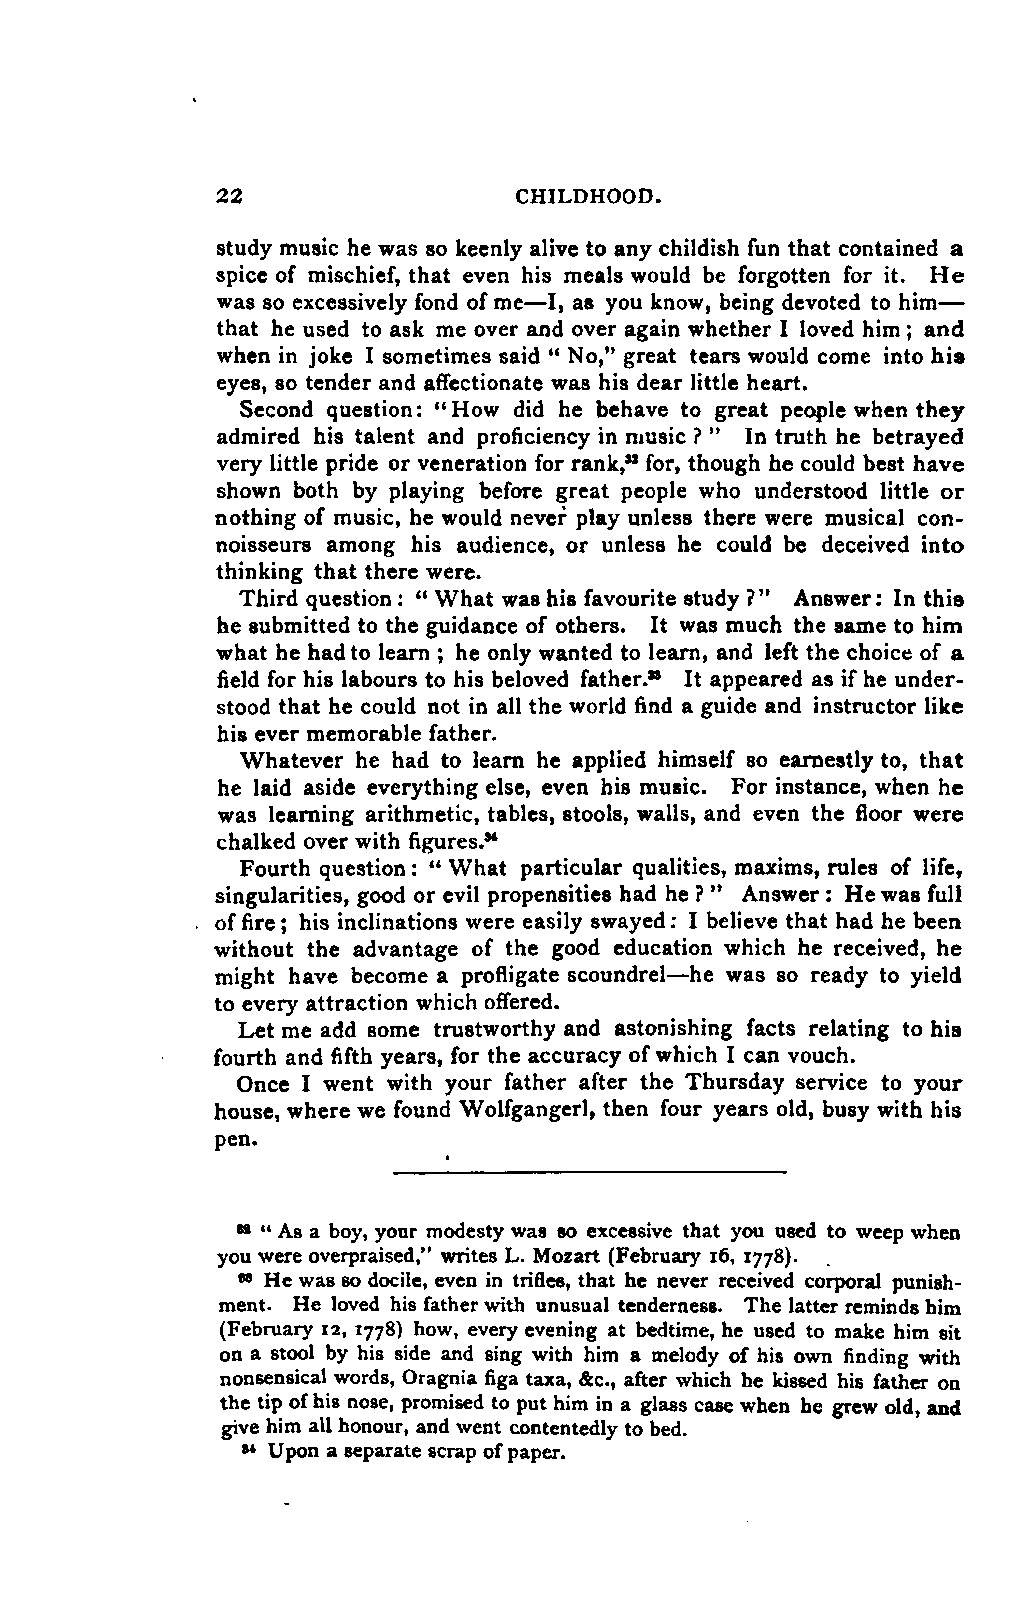 22 CHILDHOOD.
study music he was so keenly alive to any childish fun that contained a
spice of mischief, that even his meals would be forgotten for it. He
was so excessively fond of me—I, as you know, being devoted to him—
that he used to ask me over and over again whether I loved him ; and
when in joke I sometimes said “ No,” great tears would come into his
eyes, so tender and affectionate was his dear little heart.
Second question: “How did he behave to great people when they
admired his talent and proficiency in music ? ” In truth he betrayed
very little pride or veneration for rank,³² for, though he could best have
shown both by playing before great people who understood little or
nothing of music, he would never play unless there were musical con-
noisseurs among his audience, or unless he could be deceived into
thinking that there were.
Third question : “ What was his favourite study ?” Answer: In this
he submitted to the guidance of others. It was much the same to him
what he had to learn ; he only wanted to learn, and left the choice of a
field for his labours to his beloved father.³³ It appeared as if he under-
stood that he could not in all the world find a guide and instructor like
his ever memorable father.
Whatever he had to learn he applied himself so earnestly to, that
he laid aside everything else, even his music. For instance, when he
was learning arithmetic, tables, stools, walls, and even the floor were
chalked over with figures.³⁴
Fourth question : “ What particular qualities, maxims, rules of life,
singularities, good or evil propensities had he ? ” Answer : He was full
of fire ; his inclinations were easily swayed : I believe that had he been
without the advantage of the good education which he received, he
might have become a profligate scoundrel—he was so ready to yield
to every attraction which offered.
Let me add some trustworthy and astonishing facts relating to his
fourth and fifth years, for the accuracy of which I can vouch.
Once I went with your father after the Thursday service to your
house, where we found Wolfgangerl, then four years old, busy with his
pen.
³² “ As a boy, your modesty was so excessive that you used to weep when
you were overpraised,” writes L. Mozart (February 16, 1778).
³³ He was so docile, even in trifles, that he never received corporal punish-
ment. He loved his father with unusual tenderness. The latter reminds him
(February 12, 1778) how, every evening at bedtime, he used to make him sit
on a stool by his side and sing with him a melody of his own finding with
nonsensical words, Oragnia figa taxa, &c., after which he kissed his father on
the tip of his nose, promised to put him in a glass case when he grew old, and
give him all honour, and went contentedly to bed.
³⁴ Upon a separate scrap of paper.